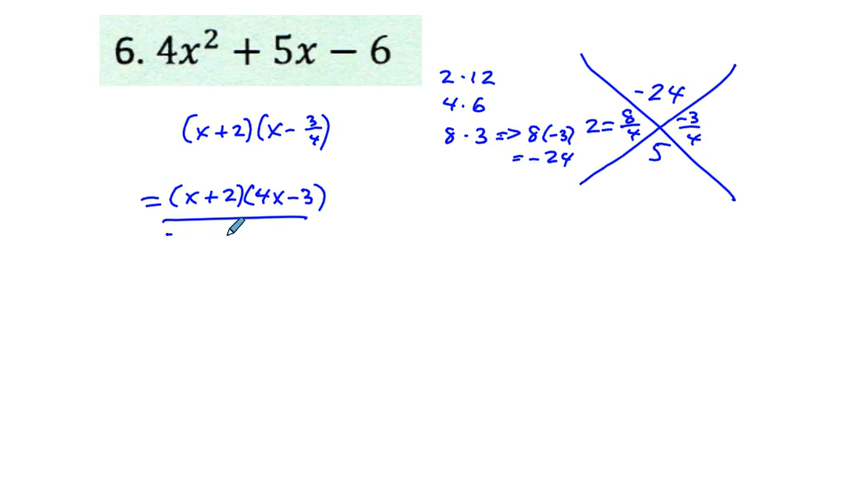 6. 4x² + 5x − 6
(x+2)(x- 3/4)
= (x+2)(4x-3)
2·12
4·6
8·3 => 8(-3)
= -24
-24
2 = 8/4
-3/4
5